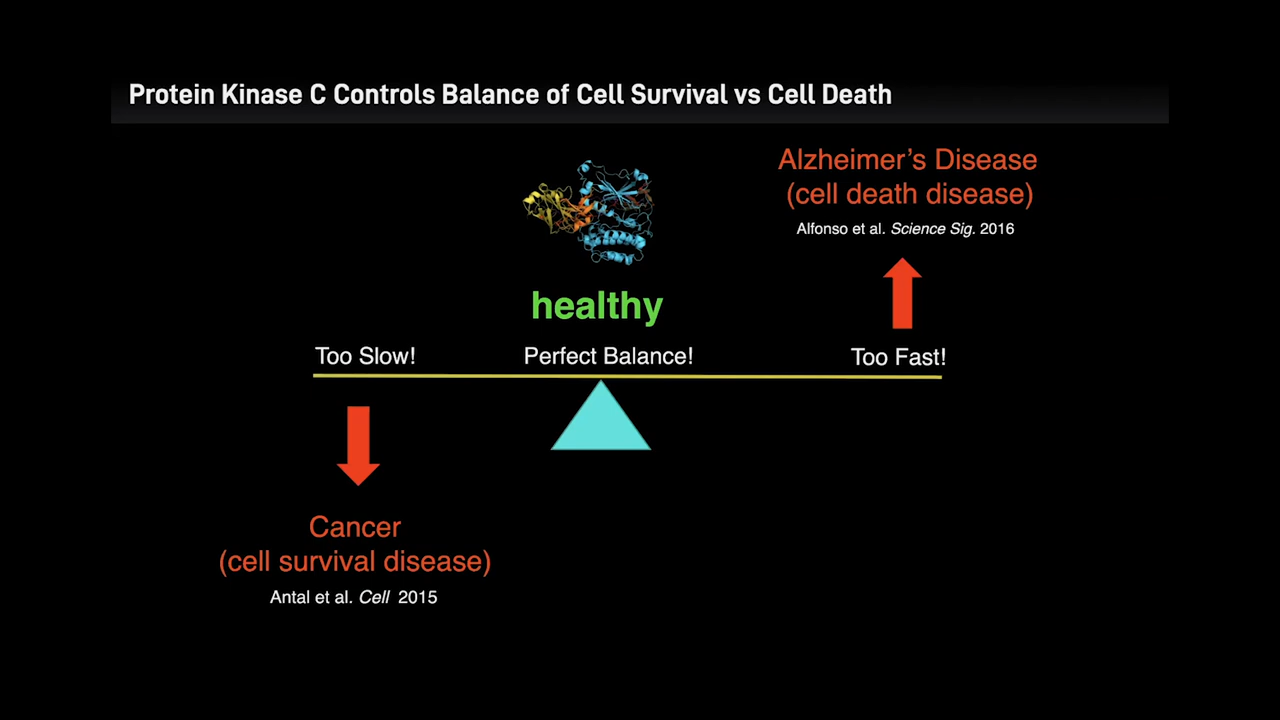 Protein Kinase C Controls Balance of Cell Survival vs Cell Death
Alzheimer’s Disease
(cell death disease)
Alfonso et al. Science Sig. 2016
healthy
Too Slow!
Perfect Balance!
Too Fast!
Cancer
(cell survival disease)
Antal et al. Cell 2015